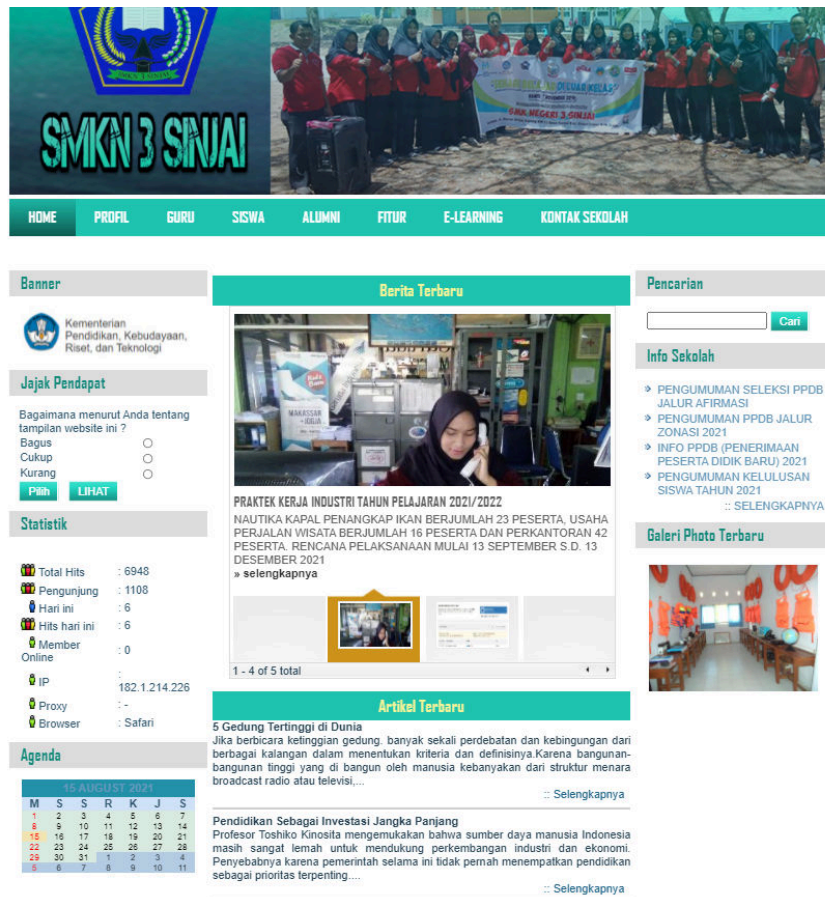 SMKN 3 SINJAI
SMKN 3 SINJAI
SMK NEGERI 3 SINJAI
HOME PROFIL GURU SISWA ALUMNI FITUR E-LEARNING KONTAK SEKOLAH
Banner
Kementerian
Pendidikan, Kebudayaan,
Riset, dan Teknologi
Jajak Pendapat
Bagaimana menurut Anda tentang
tampilan website ini ?
Bagus
Cukup
Kurang
Pilih LIHAT
Statistik
Total Hits : 6948
Pengunjung : 1108
Hari ini : 6
Hits hari ini : 6
Member
Online : 0
IP :
182.1.214.226
Proxy : -
Browser : Safari
Agenda
15 AUGUST 2021
M S S R K J S
1 2 3 4 5 6 7
8 9 10 11 12 13 14
15 16 17 18 19 20 21
22 23 24 25 26 27 28
29 30 31 1 2 3 4
5 6 7 8 9 10 11
Berita Terbaru
MAKASSAR
PRAKTEK KERJA INDUSTRI TAHUN PELAJARAN 2021/2022
NAUTIKA KAPAL PENANGKAP IKAN BERJUMLAH 23 PESERTA, USAHA
PERJALAN WISATA BERJUMLAH 16 PESERTA DAN PERKANTORAN 42
PESERTA. RENCANA PELAKSANAAN MULAI 13 SEPTEMBER S.D. 13
DESEMBER 2021
» selengkapnya
1 - 4 of 5 total
Artikel Terbaru
5 Gedung Tertinggi di Dunia
Jika berbicara ketinggian gedung. banyak sekali perdebatan dan kebingungan dari
berbagai kalangan dalam menentukan kriteria dan definisinya.Karena bangunan-
bangunan tinggi yang di bangun oleh manusia kebanyakan dari struktur menara
broadcast radio atau televisi,...
:: Selengkapnya
Pendidikan Sebagai Investasi Jangka Panjang
Profesor Toshiko Kinosita mengemukakan bahwa sumber daya manusia Indonesia
masih sangat lemah untuk mendukung perkembangan industri dan ekonomi.
Penyebabnya karena pemerintah selama ini tidak pernah menempatkan pendidikan
sebagai prioritas terpenting....
:: Selengkapnya
Pencarian
Cari
Info Sekolah
PENGUMUMAN SELEKSI PPDB
JALUR AFIRMASI
PENGUMUMAN PPDB JALUR
ZONASI 2021
INFO PPDB (PENERIMAAN
PESERTA DIDIK BARU) 2021
PENGUMUMAN KELULUSAN
SISWA TAHUN 2021
:: SELENGKAPNYA
Galeri Photo Terbaru